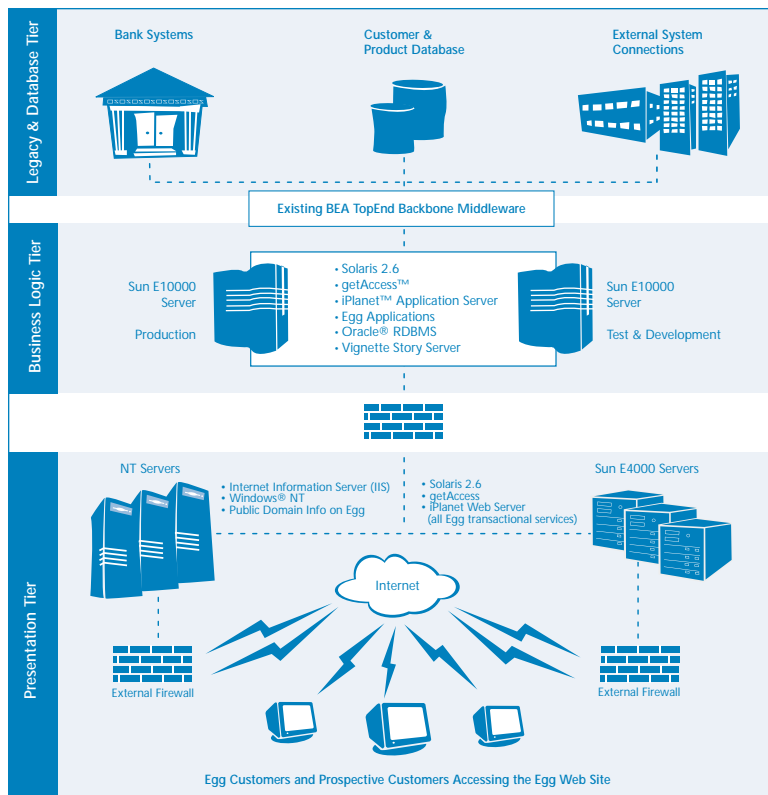 Legacy & Database Tier
Bank Systems
Customer &
Product Database
External System
Connections
Existing BEA TopEnd Backbone Middleware
Business Logic Tier
Sun E10000
Server
Production
• Solaris 2.6
• getAccess™
• iPlanet™ Application Server
• Egg Applications
• Oracle® RDBMS
• Vignette Story Server
Sun E10000
Server
Test & Development
Presentation Tier
NT Servers
• Internet Information Server (IIS)
• Windows® NT
• Public Domain Info on Egg
• Solaris 2.6
• getAccess
• iPlanet Web Server
(all Egg transactional services)
Sun E4000 Servers
Internet
External Firewall
External Firewall
Egg Customers and Prospective Customers Accessing the Egg Web Site